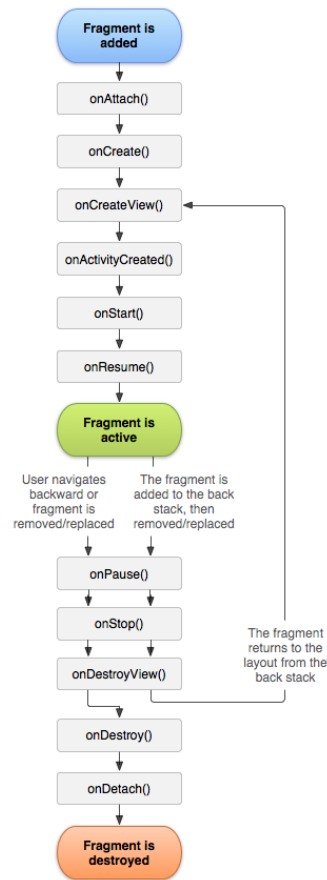 Fragment is
added
onAttach()
onCreate()
onCreateView()
onActivityCreated()
onStart()
onResume()
Fragment is
active
User navigates
backward or
fragment is
removed/replaced
The fragment is
added to the back
stack, then
removed/replaced
onPause()
onStop()
onDestroyView()
The fragment
returns to the
layout from the
back stack
onDestroy()
onDetach()
Fragment is
destroyed